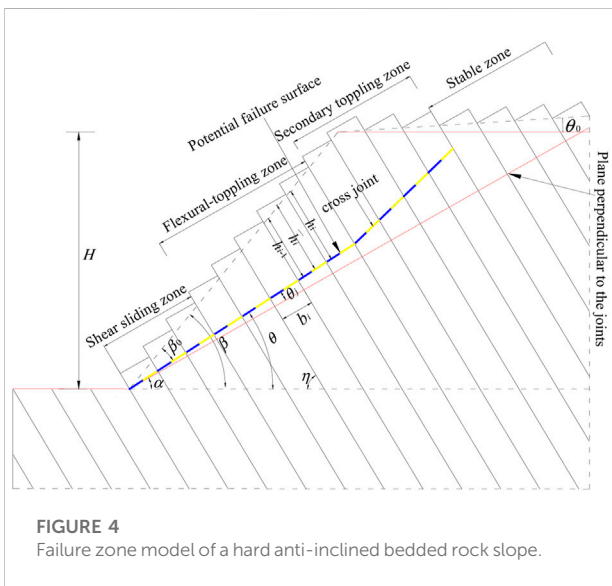 Stable zone
Secondary toppling zone
Potential failure surface
θ₀
Flexural-toppling zone
cross joint
Plane perpendicular to the joints
H
hᵢ₋₁
hᵢ
hᵢ
Shear sliding zone
θᵢ
bᵢ
β₀
β
θ
α
η
FIGURE 4
Failure zone model of a hard anti-inclined bedded rock slope.